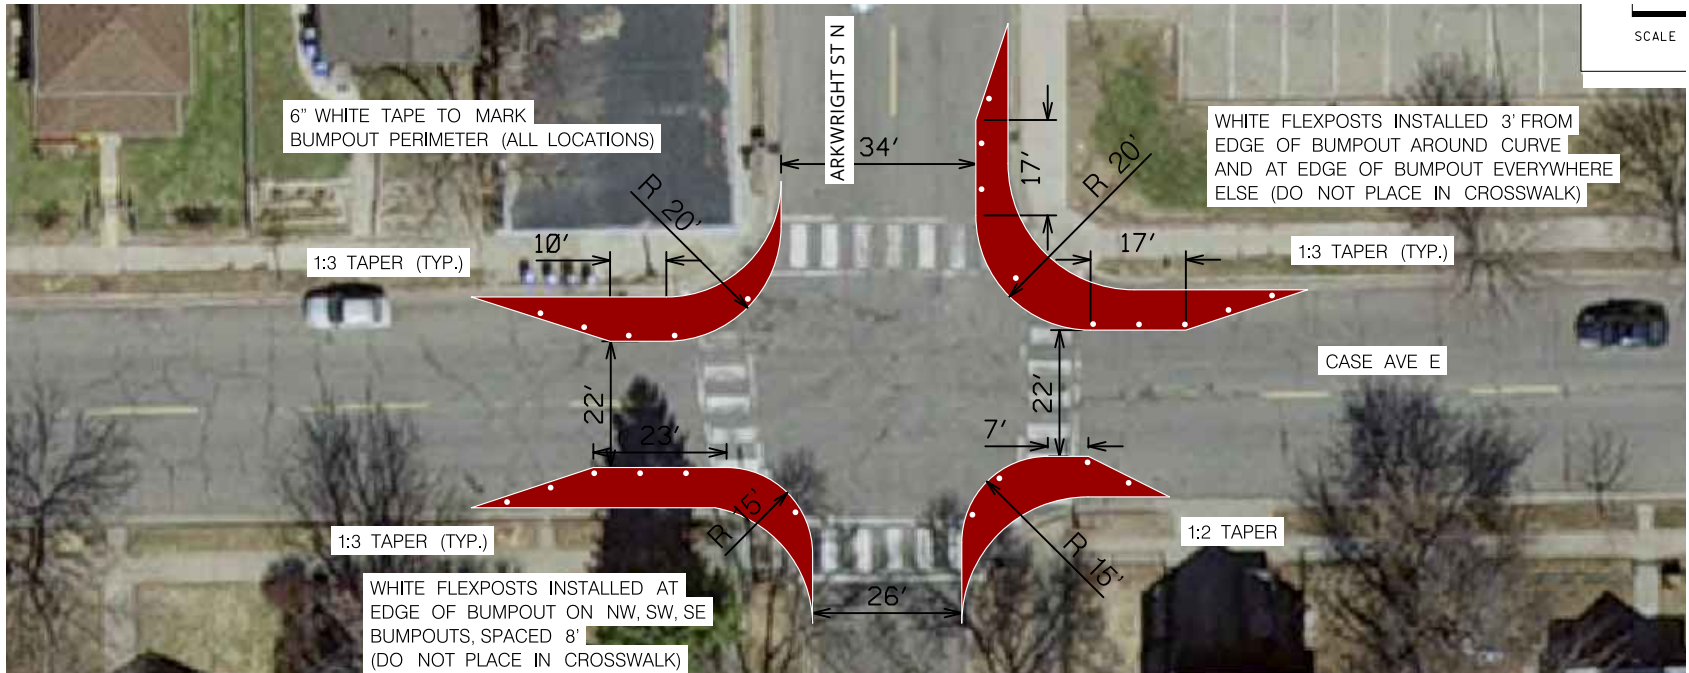 SCALE
ARKWRIGHT ST N
6" WHITE TAPE TO MARK
BUMPOUT PERIMETER (ALL LOCATIONS)
WHITE FLEXPOSTS INSTALLED 3' FROM
EDGE OF BUMPOUT AROUND CURVE
AND AT EDGE OF BUMPOUT EVERYWHERE
ELSE (DO NOT PLACE IN CROSSWALK)
34'
17'
R 20'
R 20'
10'
17'
1:3 TAPER (TYP.)
1:3 TAPER (TYP.)
CASE AVE E
22'
22'
23'
7'
R 15'
R 15'
1:3 TAPER (TYP.)
1:2 TAPER
WHITE FLEXPOSTS INSTALLED AT
EDGE OF BUMPOUT ON NW, SW, SE
BUMPOUTS, SPACED 8'
(DO NOT PLACE IN CROSSWALK)
26'